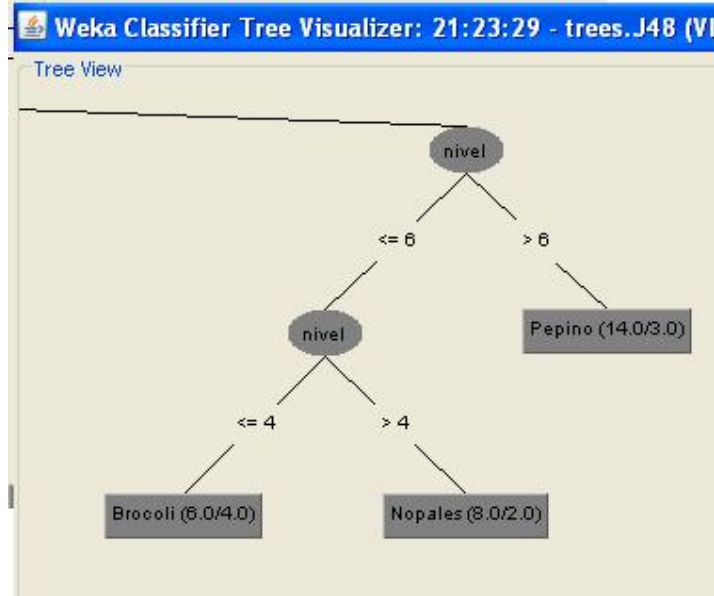 Weka Classifier Tree Visualizer: 21:23:29 - trees.J48 (VI
Tree View
nivel
<= 6
> 6
nivel
Pepino (14.0/3.0)
<= 4
> 4
Brocoli (6.0/4.0)
Nopales (8.0/2.0)